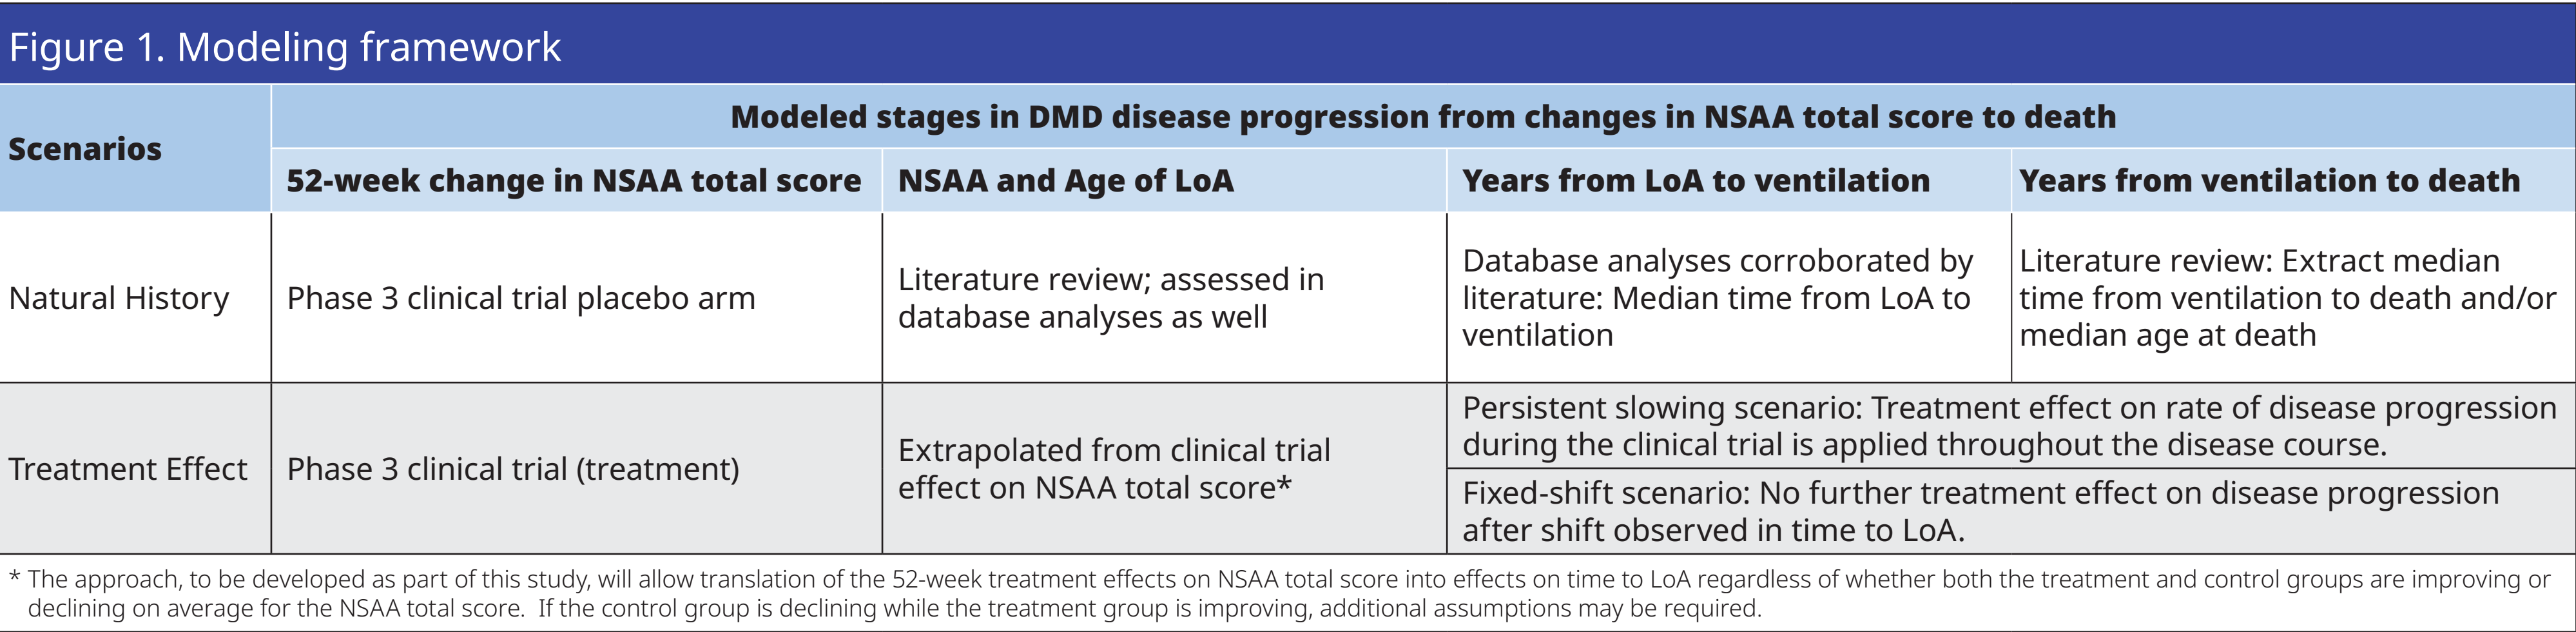 Figure 1. Modeling framework
Scenarios
Modeled stages in DMD disease progression from changes in NSAA total score to death
52-week change in NSAA total score
NSAA and Age of LoA
Years from LoA to ventilation
Years from ventilation to death
Natural History
Phase 3 clinical trial placebo arm
Literature review; assessed in
database analyses as well
Database analyses corroborated by
literature: Median time from LoA to
ventilation
Literature review: Extract median
time from ventilation to death and/or
median age at death
Treatment Effect
Phase 3 clinical trial (treatment)
Extrapolated from clinical trial
effect on NSAA total score*
Persistent slowing scenario: Treatment effect on rate of disease progression
during the clinical trial is applied throughout the disease course.
Fixed-shift scenario: No further treatment effect on disease progression
after shift observed in time to LoA.
* The approach, to be developed as part of this study, will allow translation of the 52-week treatment effects on NSAA total score into effects on time to LoA regardless of whether both the treatment and control groups are improving or
declining on average for the NSAA total score.  If the control group is declining while the treatment group is improving, additional assumptions may be required.